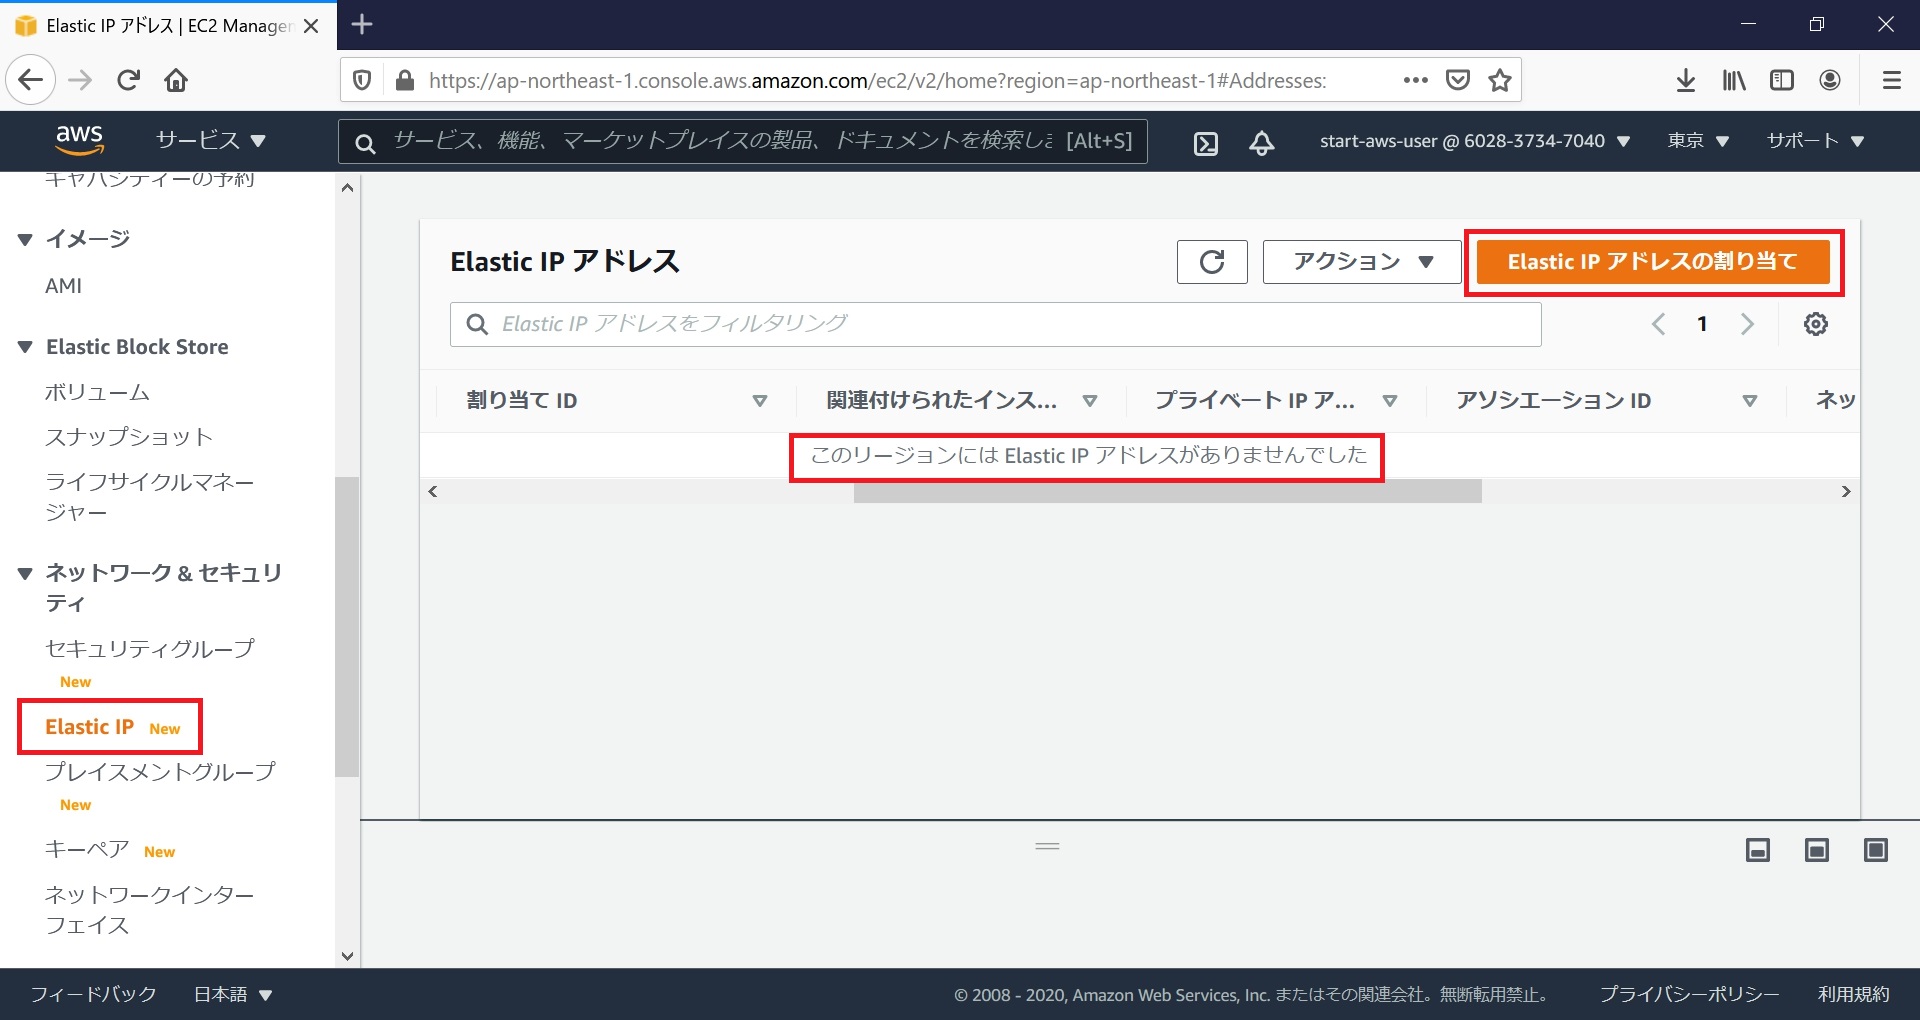 Elastic IP アドレス | EC2 Manager
https://ap-northeast-1.console.aws.amazon.com/ec2/v2/home?region=ap-northeast-1#Addresses:
aws
サービス
サービス、機能、マーケットプレイスの製品、ドキュメントを検索しま [Alt+S]
start-aws-user @ 6028-3734-7040
東京
サポート
キャパシティーの予約
イメージ
AMI
Elastic Block Store
ボリューム
スナップショット
ライフサイクルマネー
ジャー
ネットワーク & セキュリ
ティ
セキュリティグループ
New
Elastic IP New
プレイスメントグループ
New
キーペア New
ネットワークインター
フェイス
Elastic IP アドレス
アクション
Elastic IP アドレスの割り当て
Elastic IP アドレスをフィルタリング
1
割り当て ID
関連付けられたインス...
プライベート IP ア...
アソシエーション ID
ネッ
このリージョンには Elastic IP アドレスがありませんでした
フィードバック
日本語
© 2008 - 2020, Amazon Web Services, Inc. またはその関連会社。無断転用禁止。
プライバシーポリシー
利用規約